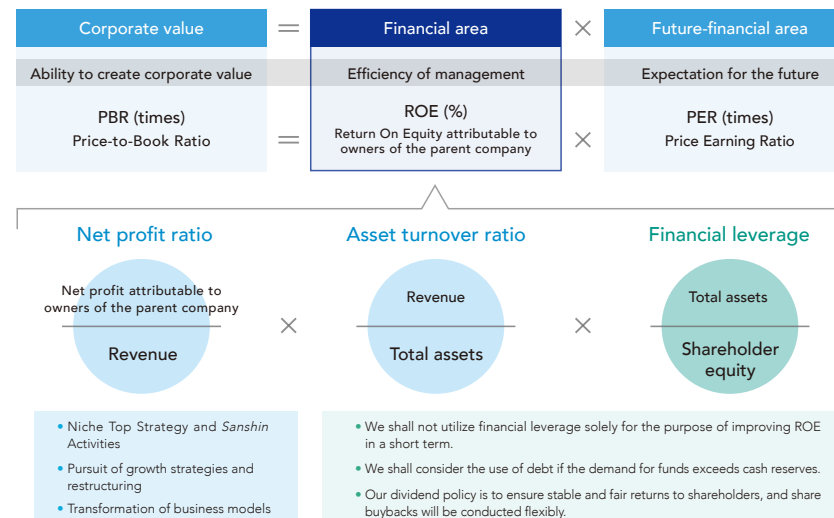 Corporate value = Financial area × Future-financial area
Ability to create corporate value Efficiency of management Expectation for the future
PBR (times)
Price-to-Book Ratio
=
ROE (%)
Return On Equity attributable to
owners of the parent company
×
PER (times)
Price Earning Ratio
Net profit ratio
Net profit attributable to
owners of the parent company
Revenue
×
Asset turnover ratio
Revenue
Total assets
×
Financial leverage
Total assets
Shareholder
equity
• Niche Top Strategy and Sanshin
Activities
• Pursuit of growth strategies and
restructuring
• Transformation of business models
• We shall not utilize financial leverage solely for the purpose of improving ROE
in a short term.
• We shall consider the use of debt if the demand for funds exceeds cash reserves.
• Our dividend policy is to ensure stable and fair returns to shareholders, and share
buybacks will be conducted flexibly.